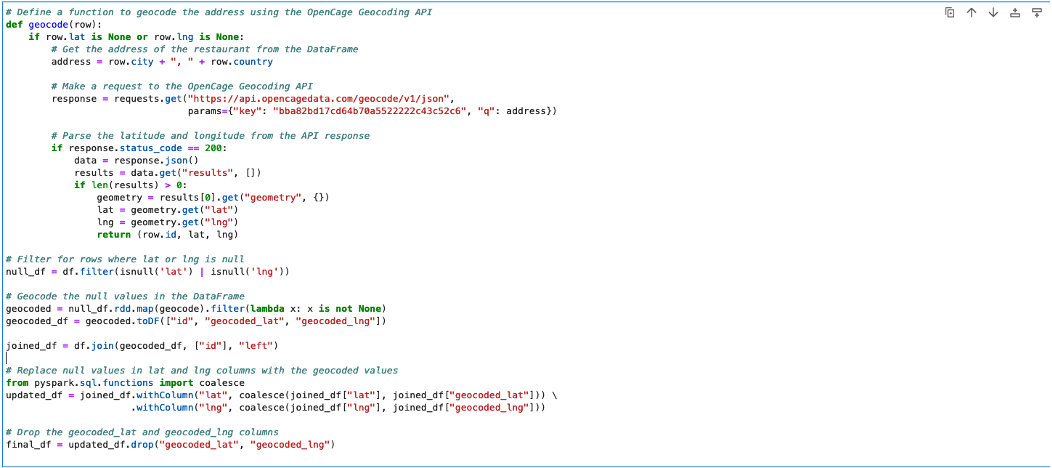 # Define a function to geocode the address using the OpenCage Geocoding API
def geocode(row):
    if row.lat is None or row.lng is None:
        # Get the address of the restaurant from the DataFrame
        address = row.city + ", " + row.country

        # Make a request to the OpenCage Geocoding API
        response = requests.get("https://api.opencagedata.com/geocode/v1/json",
                                params={"key": "bba82bd17cd64b70a5522222c43c52c6", "q": address})

        # Parse the latitude and longitude from the API response
        if response.status_code == 200:
            data = response.json()
            results = data.get("results", [])
            if len(results) > 0:
                geometry = results[0].get("geometry", {})
                lat = geometry.get("lat")
                lng = geometry.get("lng")
                return (row.id, lat, lng)

# Filter for rows where lat or lng is null
null_df = df.filter(isnull('lat') | isnull('lng'))

# Geocode the null values in the DataFrame
geocoded = null_df.rdd.map(geocode).filter(lambda x: x is not None)
geocoded_df = geocoded.toDF(["id", "geocoded_lat", "geocoded_lng"])

joined_df = df.join(geocoded_df, ["id"], "left")

# Replace null values in lat and lng columns with the geocoded values
from pyspark.sql.functions import coalesce
updated_df = joined_df.withColumn("lat", coalesce(joined_df["lat"], joined_df["geocoded_lat"])) \
                      .withColumn("lng", coalesce(joined_df["lng"], joined_df["geocoded_lng"]))

# Drop the geocoded_lat and geocoded_lng columns
final_df = updated_df.drop("geocoded_lat", "geocoded_lng")